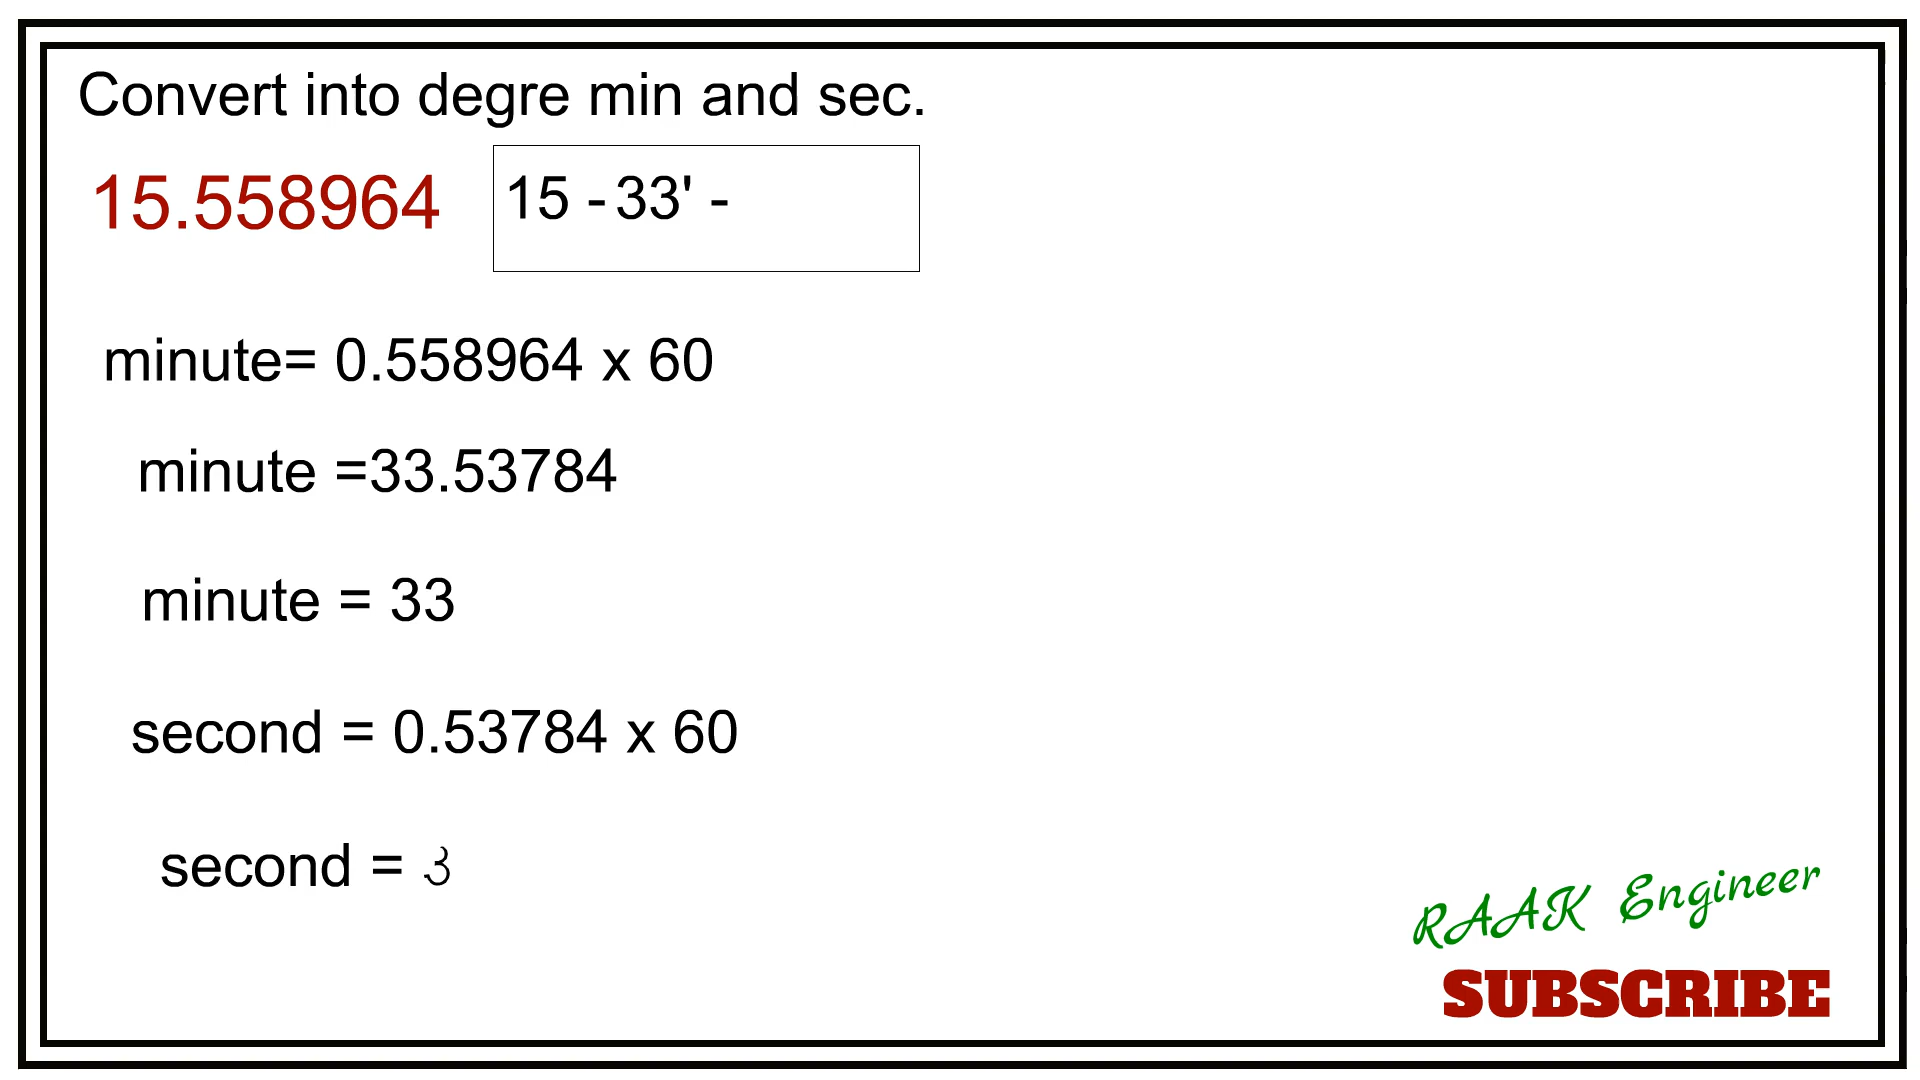 Convert into degre min and sec.
15.558964
15 - 33' -
minute= 0.558964 x 60
minute =33.53784
minute = 33
second = 0.53784 x 60
second = 3
RAAK Engineer
SUBSCRIBE